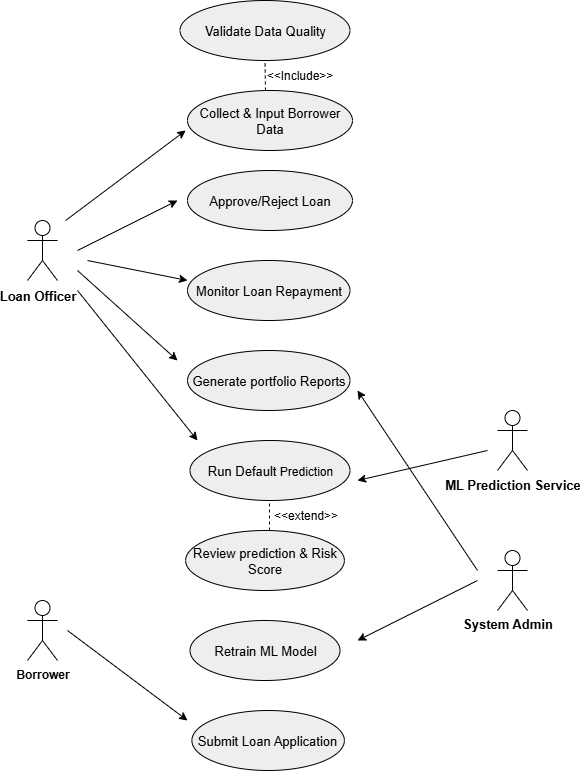 Validate Data Quality
<<Include>>
Collect & Input Borrower
Data
Approve/Reject Loan
Loan Officer
Monitor Loan Repayment
Generate portfolio Reports
Run Default Prediction
ML Prediction Service
<<extend>>
Review prediction & Risk
Score
System Admin
Retrain ML Model
Borrower
Submit Loan Application